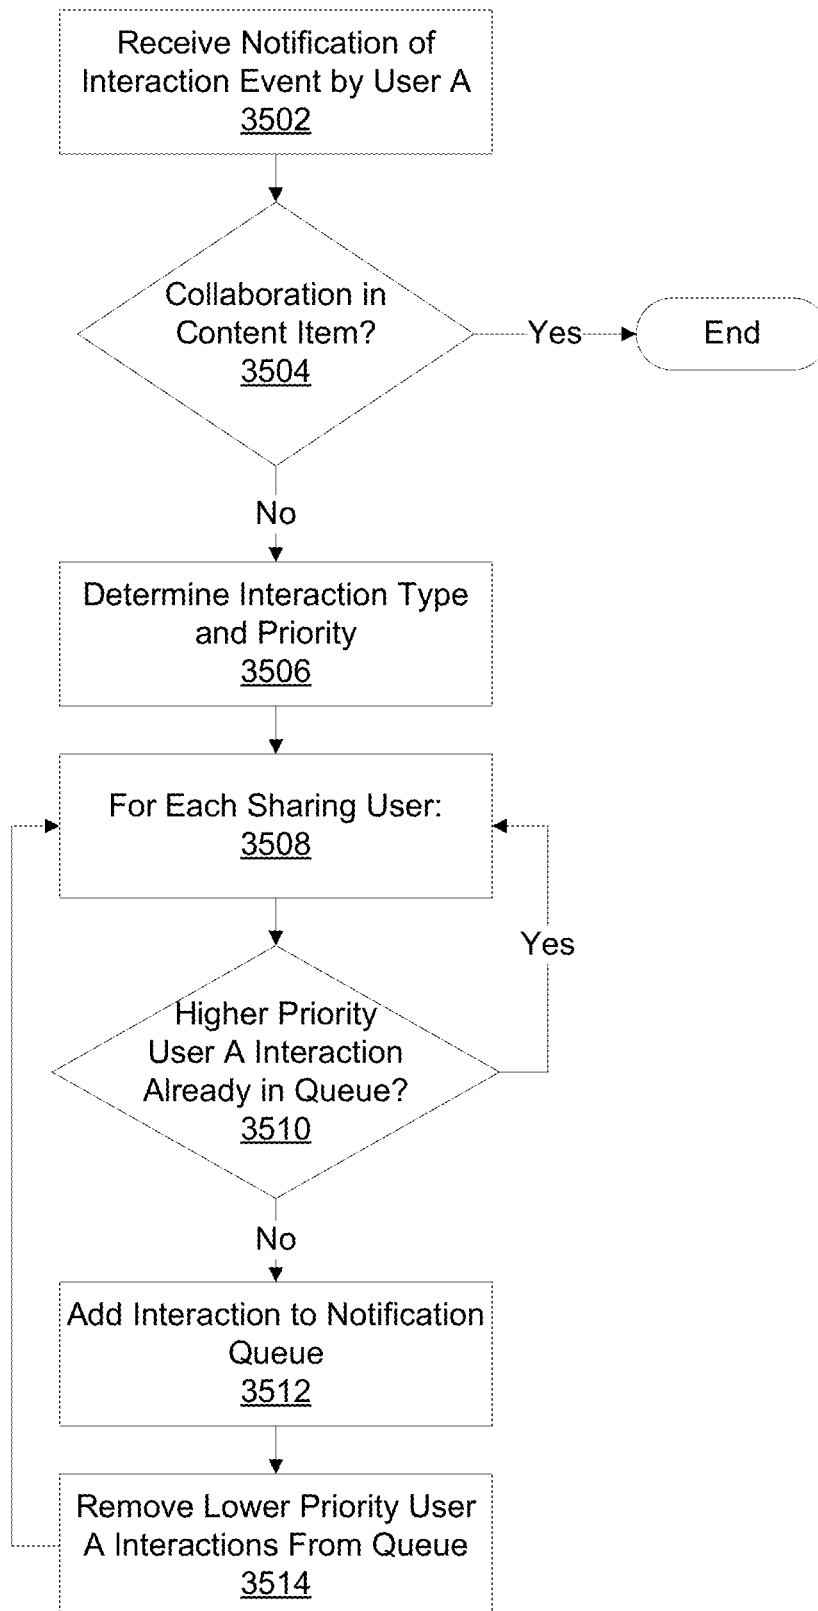 Receive Notification of
Interaction Event by User A
3502
Collaboration in
Content Item?
3504
Yes
End
No
Determine Interaction Type
and Priority
3506
For Each Sharing User:
3508
Yes
Higher Priority
User A Interaction
Already in Queue?
3510
No
Add Interaction to Notification
Queue
3512
Remove Lower Priority User
A Interactions From Queue
3514